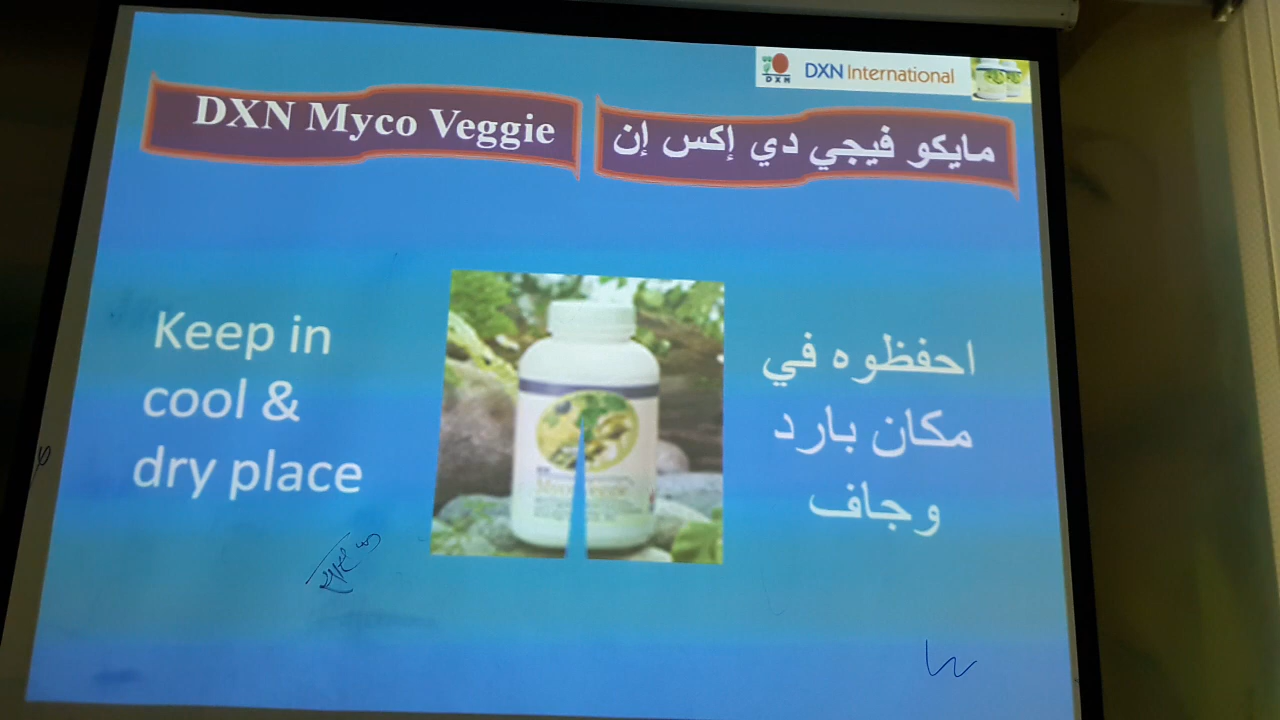 DXN International
DXN
DXN Myco Veggie
مايكو فيجي دي إكس إن
Keep in
cool &
dry place
احفظوه في
مكان بارد
وجاف